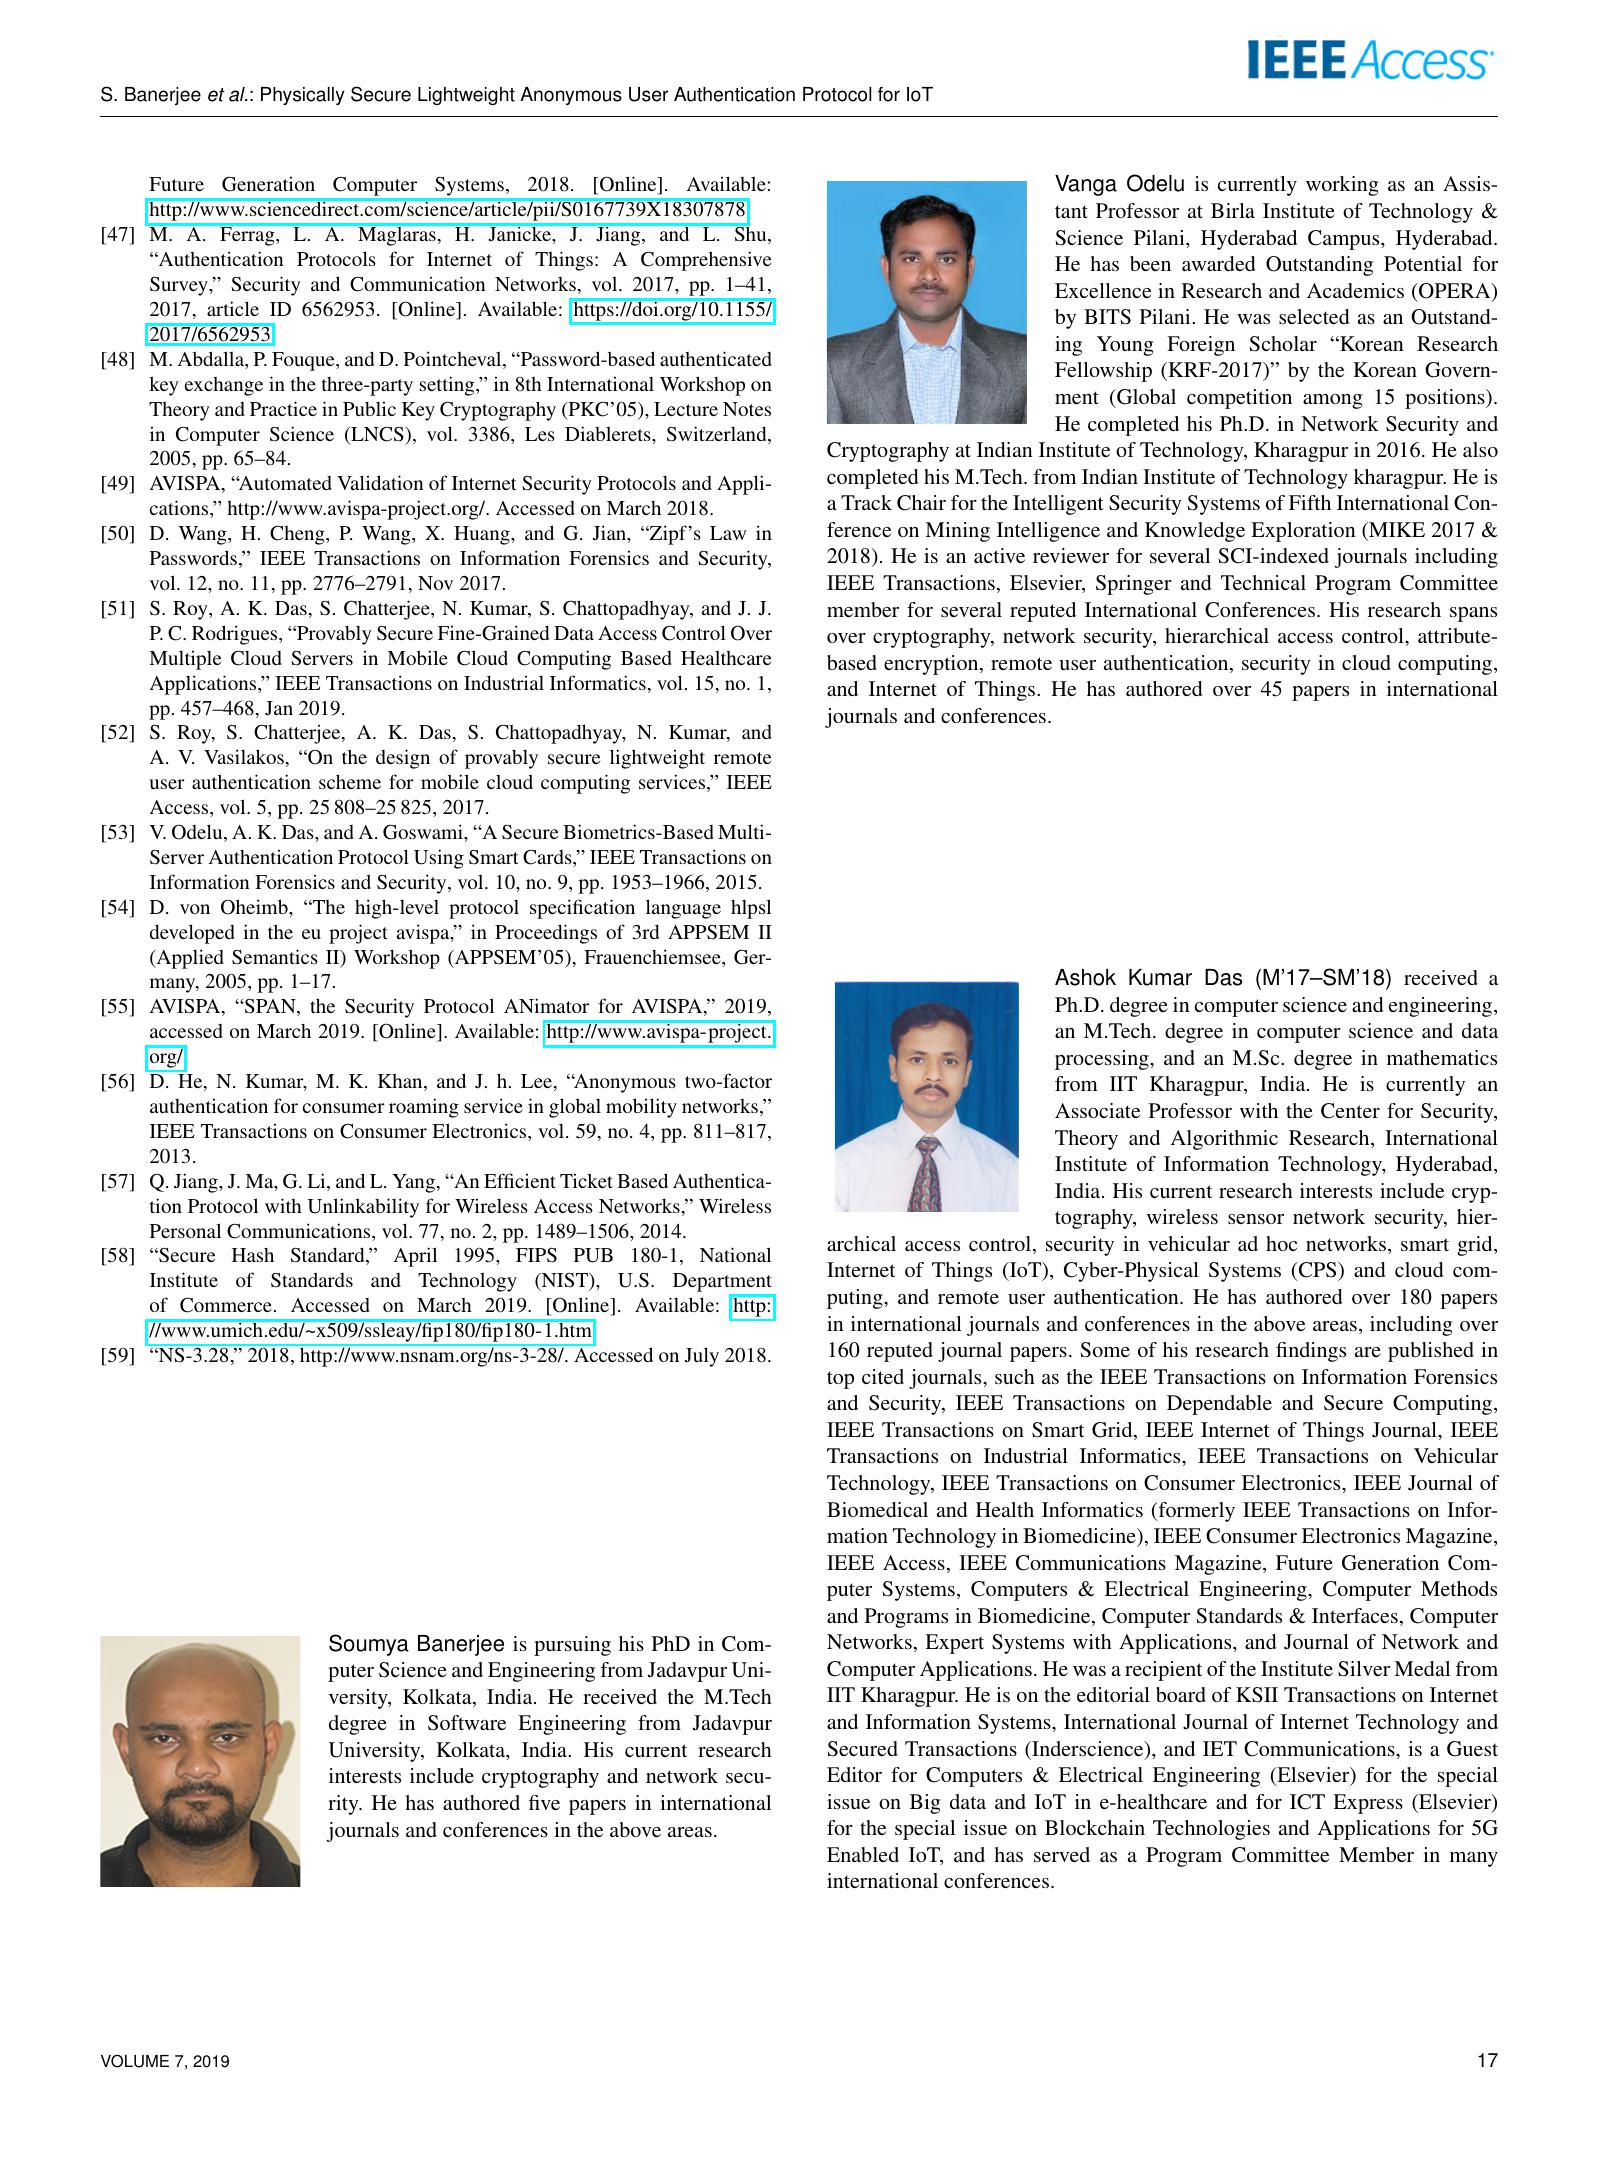 IEEE Access
S. Banerjee et al.: Physically Secure Lightweight Anonymous User Authentication Protocol for IoT
Future Generation Computer Systems, 2018. [Online]. Available:
http://www.sciencedirect.com/science/article/pii/S0167739X18307878
[47] M. A. Ferrag, L. A. Maglaras, H. Janicke, J. Jiang, and L. Shu,
“Authentication Protocols for Internet of Things: A Comprehensive
Survey,” Security and Communication Networks, vol. 2017, pp. 1–41,
2017, article ID 6562953. [Online]. Available: https://doi.org/10.1155/
2017/6562953
[48] M. Abdalla, P. Fouque, and D. Pointcheval, “Password-based authenticated
key exchange in the three-party setting,” in 8th International Workshop on
Theory and Practice in Public Key Cryptography (PKC’05), Lecture Notes
in Computer Science (LNCS), vol. 3386, Les Diablerets, Switzerland,
2005, pp. 65–84.
[49] AVISPA, “Automated Validation of Internet Security Protocols and Appli-
cations,” http://www.avispa-project.org/. Accessed on March 2018.
[50] D. Wang, H. Cheng, P. Wang, X. Huang, and G. Jian, “Zipf’s Law in
Passwords,” IEEE Transactions on Information Forensics and Security,
vol. 12, no. 11, pp. 2776–2791, Nov 2017.
[51] S. Roy, A. K. Das, S. Chatterjee, N. Kumar, S. Chattopadhyay, and J. J.
P. C. Rodrigues, “Provably Secure Fine-Grained Data Access Control Over
Multiple Cloud Servers in Mobile Cloud Computing Based Healthcare
Applications,” IEEE Transactions on Industrial Informatics, vol. 15, no. 1,
pp. 457–468, Jan 2019.
[52] S. Roy, S. Chatterjee, A. K. Das, S. Chattopadhyay, N. Kumar, and
A. V. Vasilakos, “On the design of provably secure lightweight remote
user authentication scheme for mobile cloud computing services,” IEEE
Access, vol. 5, pp. 25 808–25 825, 2017.
[53] V. Odelu, A. K. Das, and A. Goswami, “A Secure Biometrics-Based Multi-
Server Authentication Protocol Using Smart Cards,” IEEE Transactions on
Information Forensics and Security, vol. 10, no. 9, pp. 1953–1966, 2015.
[54] D. von Oheimb, “The high-level protocol specification language hlpsl
developed in the eu project avispa,” in Proceedings of 3rd APPSEM II
(Applied Semantics II) Workshop (APPSEM’05), Frauenchiemsee, Ger-
many, 2005, pp. 1–17.
[55] AVISPA, “SPAN, the Security Protocol ANimator for AVISPA,” 2019,
accessed on March 2019. [Online]. Available: http://www.avispa-project.
org/
[56] D. He, N. Kumar, M. K. Khan, and J. h. Lee, “Anonymous two-factor
authentication for consumer roaming service in global mobility networks,”
IEEE Transactions on Consumer Electronics, vol. 59, no. 4, pp. 811–817,
2013.
[57] Q. Jiang, J. Ma, G. Li, and L. Yang, “An Efficient Ticket Based Authentica-
tion Protocol with Unlinkability for Wireless Access Networks,” Wireless
Personal Communications, vol. 77, no. 2, pp. 1489–1506, 2014.
[58] “Secure Hash Standard,” April 1995, FIPS PUB 180-1, National
Institute of Standards and Technology (NIST), U.S. Department
of Commerce. Accessed on March 2019. [Online]. Available: http:
//www.umich.edu/~x509/ssleay/fip180/fip180-1.htm
[59] “NS-3.28,” 2018, http://www.nsnam.org/ns-3-28/. Accessed on July 2018.
Soumya Banerjee is pursuing his PhD in Com-
puter Science and Engineering from Jadavpur Uni-
versity, Kolkata, India. He received the M.Tech
degree in Software Engineering from Jadavpur
University, Kolkata, India. His current research
interests include cryptography and network secu-
rity. He has authored five papers in international
journals and conferences in the above areas.
Vanga Odelu is currently working as an Assis-
tant Professor at Birla Institute of Technology &
Science Pilani, Hyderabad Campus, Hyderabad.
He has been awarded Outstanding Potential for
Excellence in Research and Academics (OPERA)
by BITS Pilani. He was selected as an Outstand-
ing Young Foreign Scholar “Korean Research
Fellowship (KRF-2017)” by the Korean Govern-
ment (Global competition among 15 positions).
He completed his Ph.D. in Network Security and
Cryptography at Indian Institute of Technology, Kharagpur in 2016. He also
completed his M.Tech. from Indian Institute of Technology kharagpur. He is
a Track Chair for the Intelligent Security Systems of Fifth International Con-
ference on Mining Intelligence and Knowledge Exploration (MIKE 2017 &
2018). He is an active reviewer for several SCI-indexed journals including
IEEE Transactions, Elsevier, Springer and Technical Program Committee
member for several reputed International Conferences. His research spans
over cryptography, network security, hierarchical access control, attribute-
based encryption, remote user authentication, security in cloud computing,
and Internet of Things. He has authored over 45 papers in international
journals and conferences.
Ashok Kumar Das (M’17–SM’18) received a
Ph.D. degree in computer science and engineering,
an M.Tech. degree in computer science and data
processing, and an M.Sc. degree in mathematics
from IIT Kharagpur, India. He is currently an
Associate Professor with the Center for Security,
Theory and Algorithmic Research, International
Institute of Information Technology, Hyderabad,
India. His current research interests include cryp-
tography, wireless sensor network security, hier-
archical access control, security in vehicular ad hoc networks, smart grid,
Internet of Things (IoT), Cyber-Physical Systems (CPS) and cloud com-
puting, and remote user authentication. He has authored over 180 papers
in international journals and conferences in the above areas, including over
160 reputed journal papers. Some of his research findings are published in
top cited journals, such as the IEEE Transactions on Information Forensics
and Security, IEEE Transactions on Dependable and Secure Computing,
IEEE Transactions on Smart Grid, IEEE Internet of Things Journal, IEEE
Transactions on Industrial Informatics, IEEE Transactions on Vehicular
Technology, IEEE Transactions on Consumer Electronics, IEEE Journal of
Biomedical and Health Informatics (formerly IEEE Transactions on Infor-
mation Technology in Biomedicine), IEEE Consumer Electronics Magazine,
IEEE Access, IEEE Communications Magazine, Future Generation Com-
puter Systems, Computers & Electrical Engineering, Computer Methods
and Programs in Biomedicine, Computer Standards & Interfaces, Computer
Networks, Expert Systems with Applications, and Journal of Network and
Computer Applications. He was a recipient of the Institute Silver Medal from
IIT Kharagpur. He is on the editorial board of KSII Transactions on Internet
and Information Systems, International Journal of Internet Technology and
Secured Transactions (Inderscience), and IET Communications, is a Guest
Editor for Computers & Electrical Engineering (Elsevier) for the special
issue on Big data and IoT in e-healthcare and for ICT Express (Elsevier)
for the special issue on Blockchain Technologies and Applications for 5G
Enabled IoT, and has served as a Program Committee Member in many
international conferences.
VOLUME 7, 2019
17